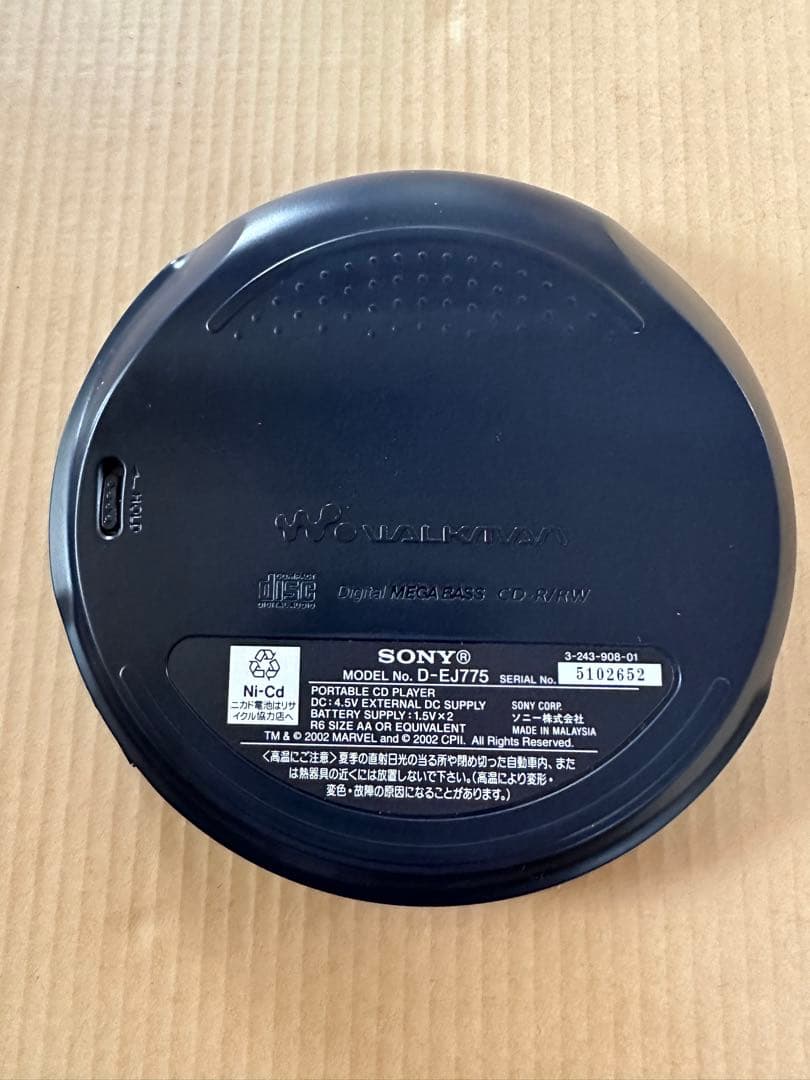 HOLD
WALKMAN
COMPACT
disc
DIGITAL AUDIO
Digital MEGA BASS CD-R/RW
SONY®
3-243-908-01
MODEL No. D-EJ775 SERIAL No. 5102652
Ni-Cd
ニカド電池はリサ
イクル協力店へ
PORTABLE CD PLAYER
DC: 4.5V EXTERNAL DC SUPPLY
BATTERY SUPPLY: 1.5V×2
R6 SIZE AA OR EQUIVALENT
SONY CORP.
ソニー株式会社
MADE IN MALAYSIA
TM & © 2002 MARVEL and © 2002 CPII. All Rights Reserved.
<高温にご注意>夏季の直射日光の当る所や閉め切った自動車内、また
は熱器具の近くには放置しないで下さい。(高温により変形・
変色・故障の原因になることがあります。)